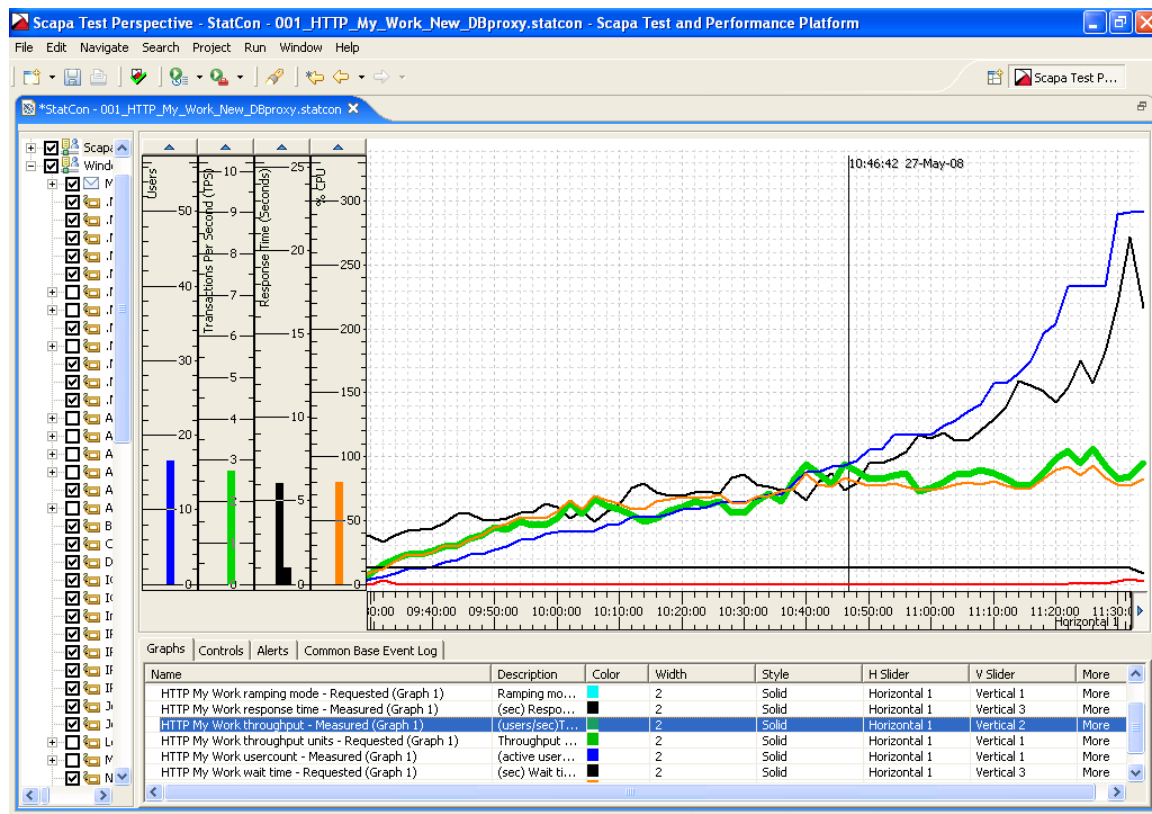 Scapa Test Perspective - StatCon - 001_HTTP_My_Work_New_DBproxy.statcon - Scapa Test and Performance Platform
File Edit Navigate Search Project Run Window Help
Scapa Test P...
*StatCon - 001_HTTP_My_Work_New_DBproxy.statcon
Scapa
Windo
Users
50
40
30
20
10
0
Transactions Per Second (TPS)
10
9
8
7
6
5
4
3
Response Time (Seconds)
25
20
15
10
5
0
% CPU
300
250
200
150
100
50
0
10:46:42 27-May-08
0:00 09:40:00 09:50:00 10:00:00 10:10:00 10:20:00 10:30:00 10:40:00 10:50:00 11:00:00 11:10:00 11:20:00 11:30:0
Horizontal 1
Graphs Controls Alerts Common Base Event Log
Name Description Color Width Style H Slider V Slider More
HTTP My Work ramping mode - Requested (Graph 1) Ramping mo... 2 Solid Horizontal 1 Vertical 1 More
HTTP My Work response time - Measured (Graph 1) (sec) Respo... 2 Solid Horizontal 1 Vertical 3 More
HTTP My Work throughput - Measured (Graph 1) (users/sec)T... 2 Solid Horizontal 1 Vertical 2 More
HTTP My Work throughput units - Requested (Graph 1) Throughput ... 2 Solid Horizontal 1 Vertical 1 More
HTTP My Work usercount - Measured (Graph 1) (active user... 2 Solid Horizontal 1 Vertical 1 More
HTTP My Work wait time - Requested (Graph 1) (sec) Wait ti... 2 Solid Horizontal 1 Vertical 3 More